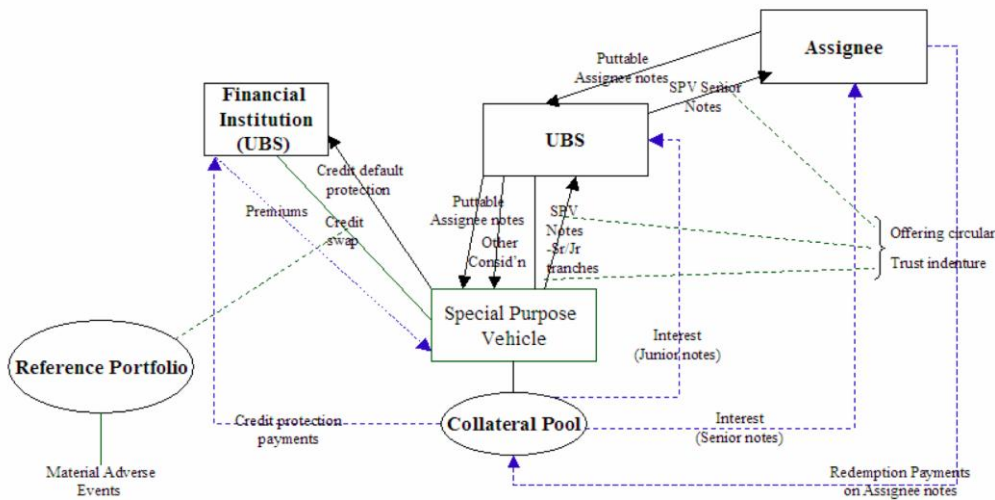 Assignee
Puttable
Assignee notes
SPV Senior
Notes
Financial
Institution
(UBS)
UBS
Credit default
protection
Premiums
Credit
swap
Puttable
Assignee notes
Other
Consid'n
SPV
Notes
-Sr/Jr
tranches
Offering circular
Trust indenture
Special Purpose
Vehicle
Interest
(Junior notes)
Reference Portfolio
Credit protection
payments
Collateral Pool
Interest
(Senior notes)
Material Adverse
Events
Redemption Payments
on Assignee notes